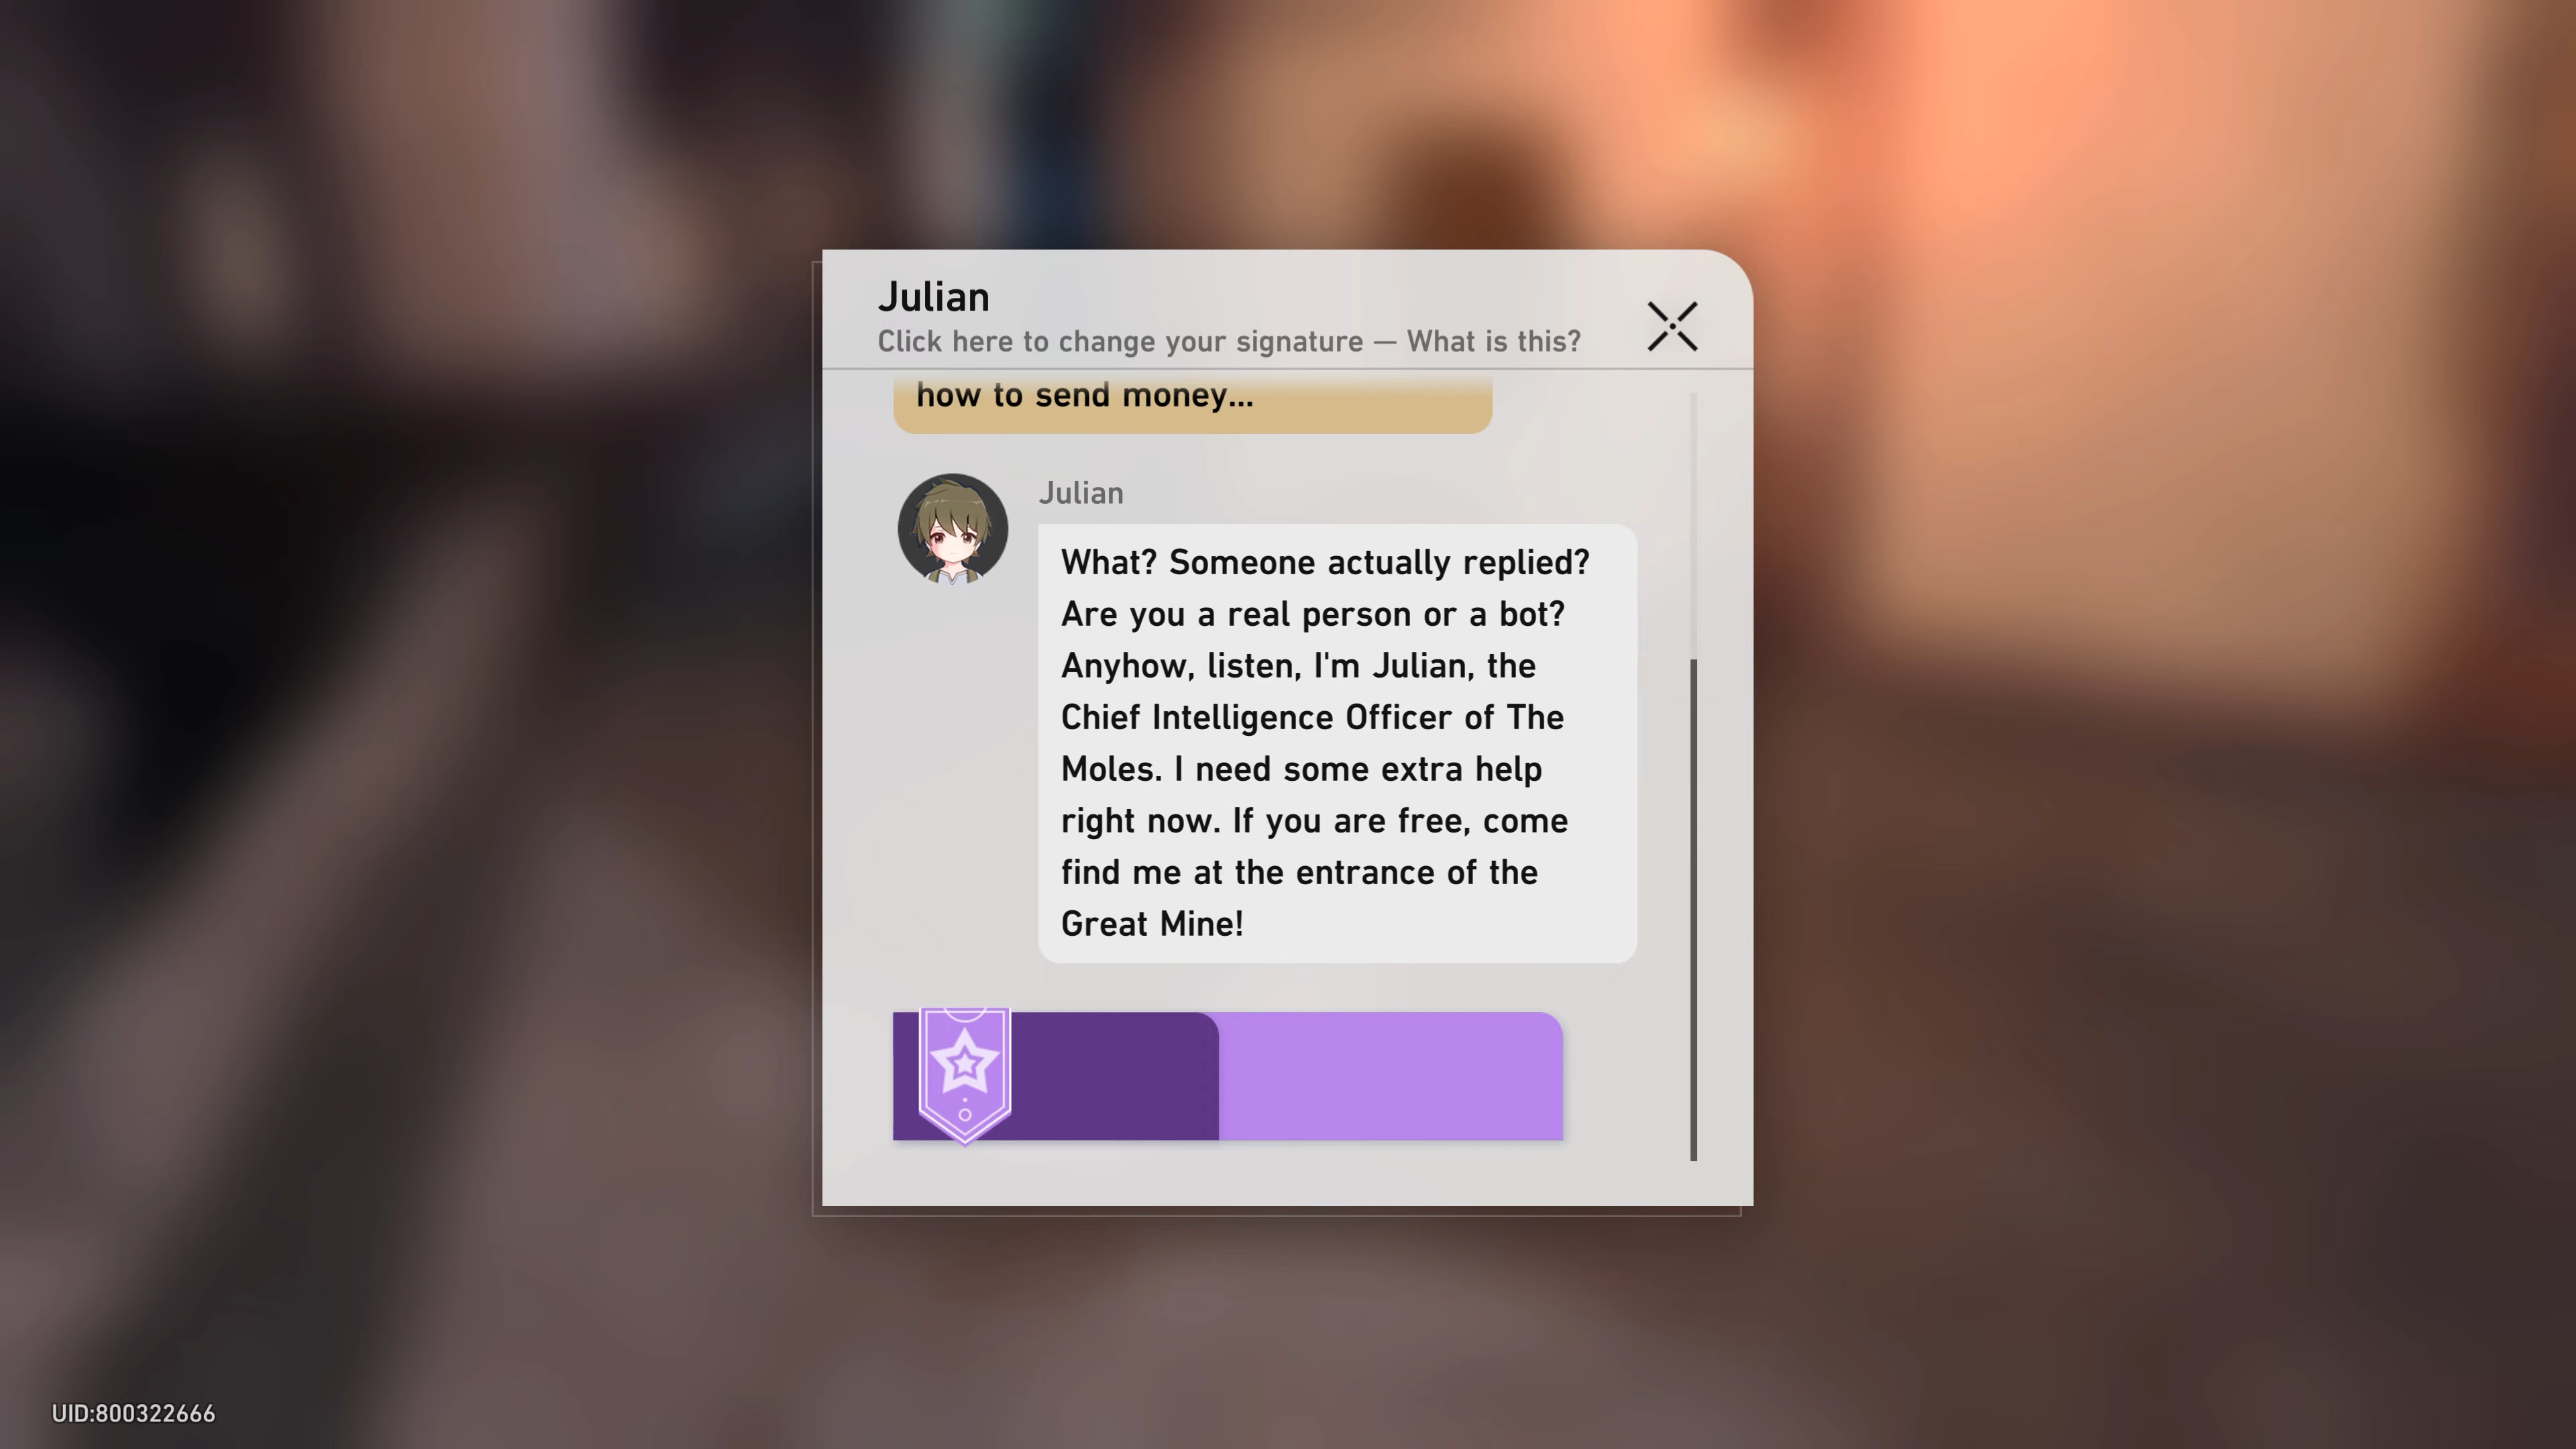 Julian
Click here to change your signature — What is this?
how to send money...
Julian
What? Someone actually replied?
Are you a real person or a bot?
Anyhow, listen, I'm Julian, the
Chief Intelligence Officer of The
Moles. I need some extra help
right now. If you are free, come
find me at the entrance of the
Great Mine!
UID:800322666